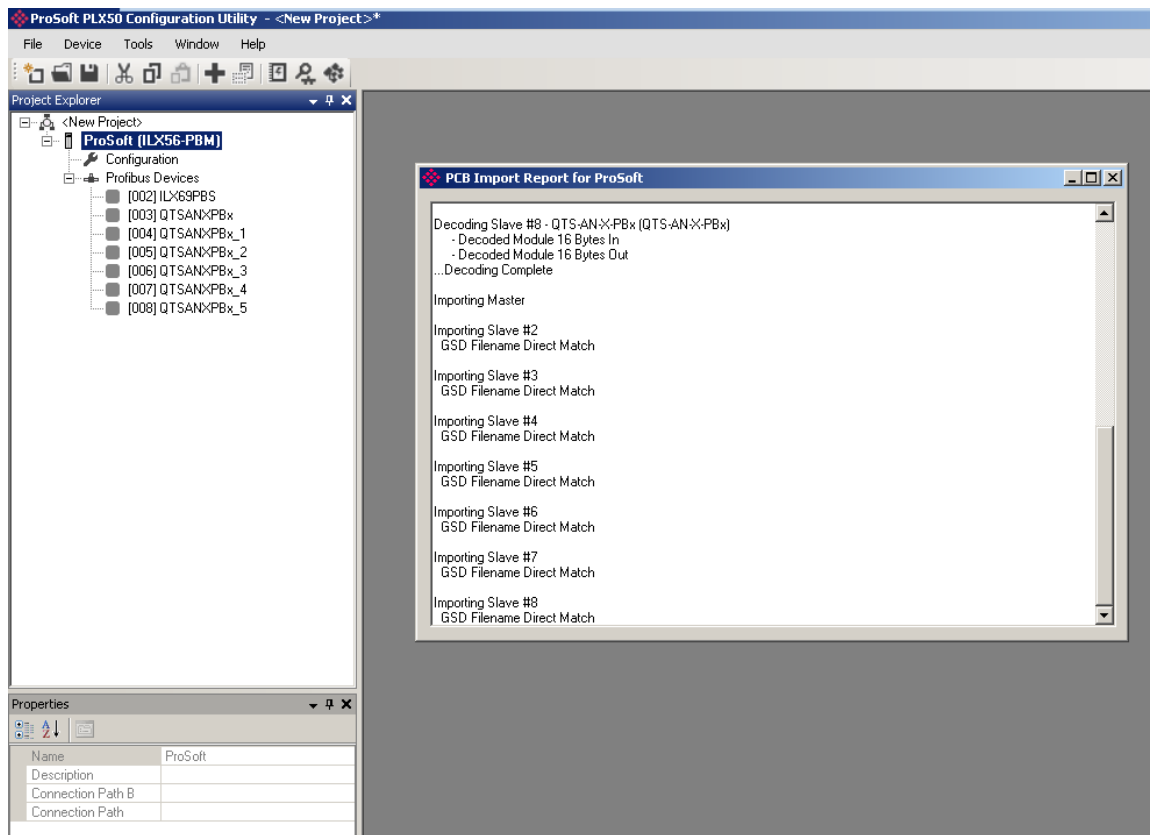 ProSoft PLX50 Configuration Utility - <New Project>*
File Device Tools Window Help
Project Explorer
<New Project>
ProSoft (ILX56-PBM)
Configuration
Profibus Devices
[002] ILX69PBS
[003] QTSANXPBx
[004] QTSANXPBx_1
[005] QTSANXPBx_2
[006] QTSANXPBx_3
[007] QTSANXPBx_4
[008] QTSANXPBx_5
PCB Import Report for ProSoft
Decoding Slave #8 - QTS-AN-X-PBx (QTS-AN-X-PBx)
- Decoded Module 16 Bytes In
- Decoded Module 16 Bytes Out
...Decoding Complete
Importing Master
Importing Slave #2
GSD Filename Direct Match
Importing Slave #3
GSD Filename Direct Match
Importing Slave #4
GSD Filename Direct Match
Importing Slave #5
GSD Filename Direct Match
Importing Slave #6
GSD Filename Direct Match
Importing Slave #7
GSD Filename Direct Match
Importing Slave #8
GSD Filename Direct Match
Properties
Name ProSoft
Description
Connection Path B
Connection Path